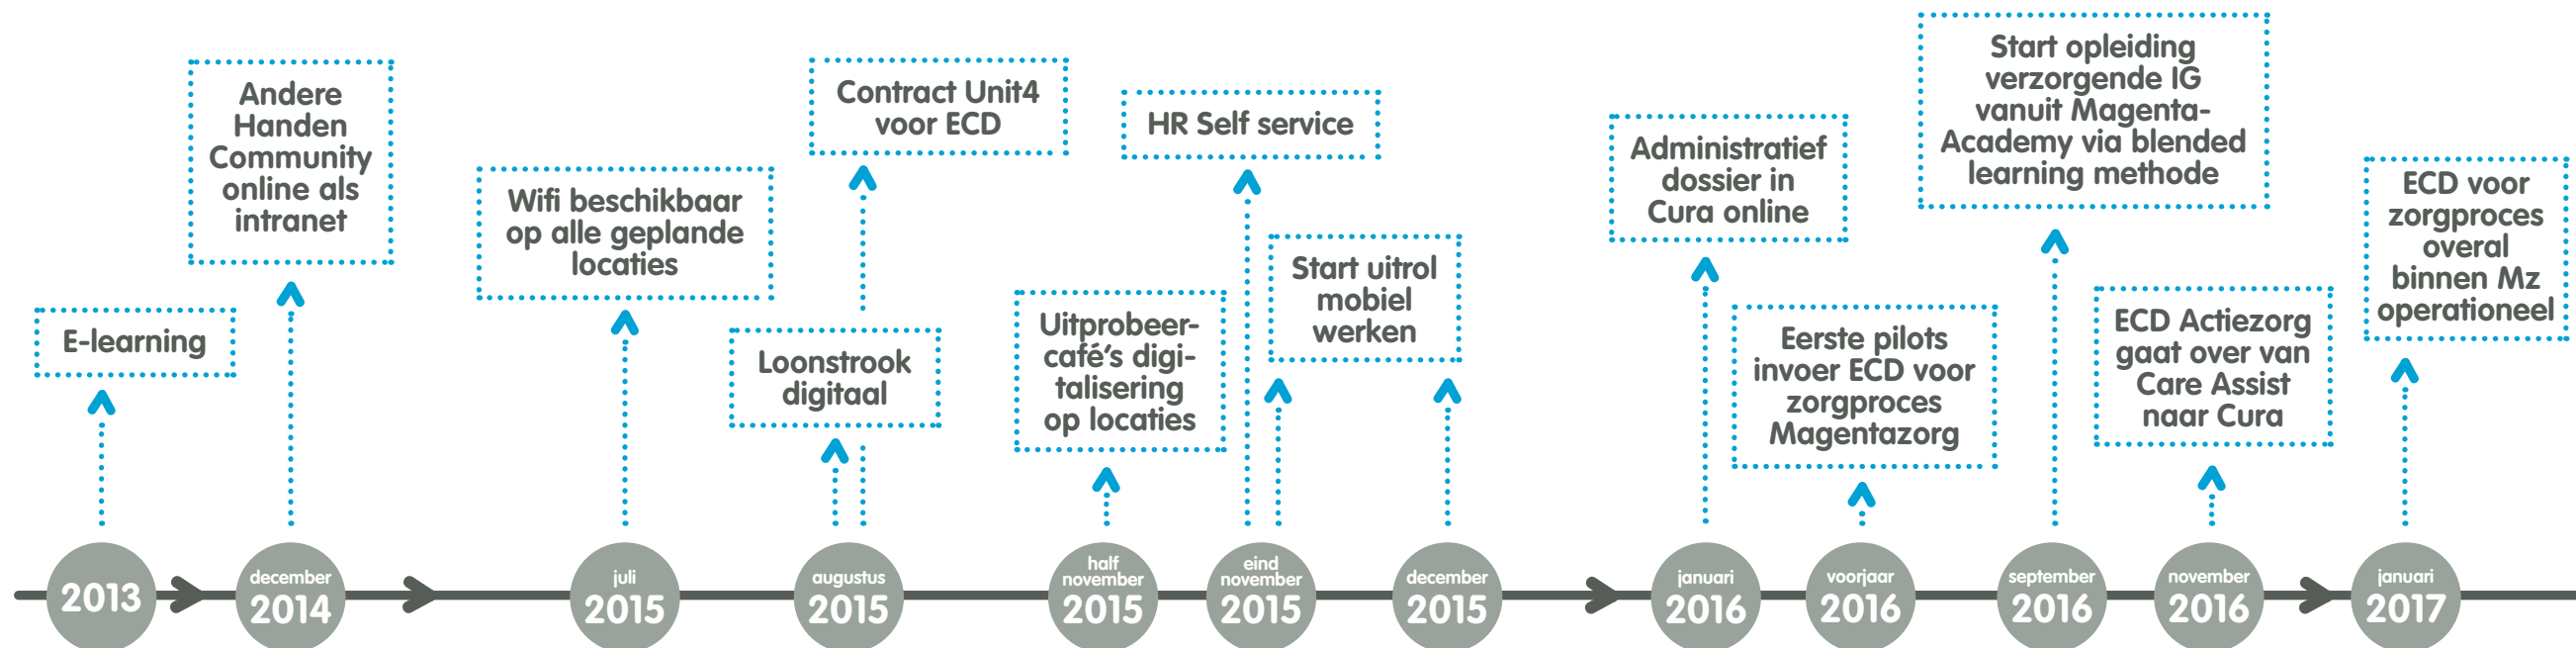 E-learning
Andere
Handen
Community
online als
intranet
Wifi beschikbaar
op alle geplande
locaties
Loonstrook
digitaal
Contract Unit4
voor ECD
Uitprobeer-
café's digi-
talisering
op locaties
HR Self service
Start uitrol
mobiel
werken
Administratief
dossier in
Cura online
Eerste pilots
invoer ECD voor
zorgproces
Magentazorg
Start opleiding
verzorgende IG
vanuit Magenta-
Academy via blended
learning methode
ECD Actiezorg
gaat over van
Care Assist
naar Cura
ECD voor
zorgproces
overal
binnen Mz
operationeel
2013
december
2014
juli
2015
augustus
2015
half
november
2015
eind
november
2015
december
2015
januari
2016
voorjaar
2016
september
2016
november
2016
januari
2017